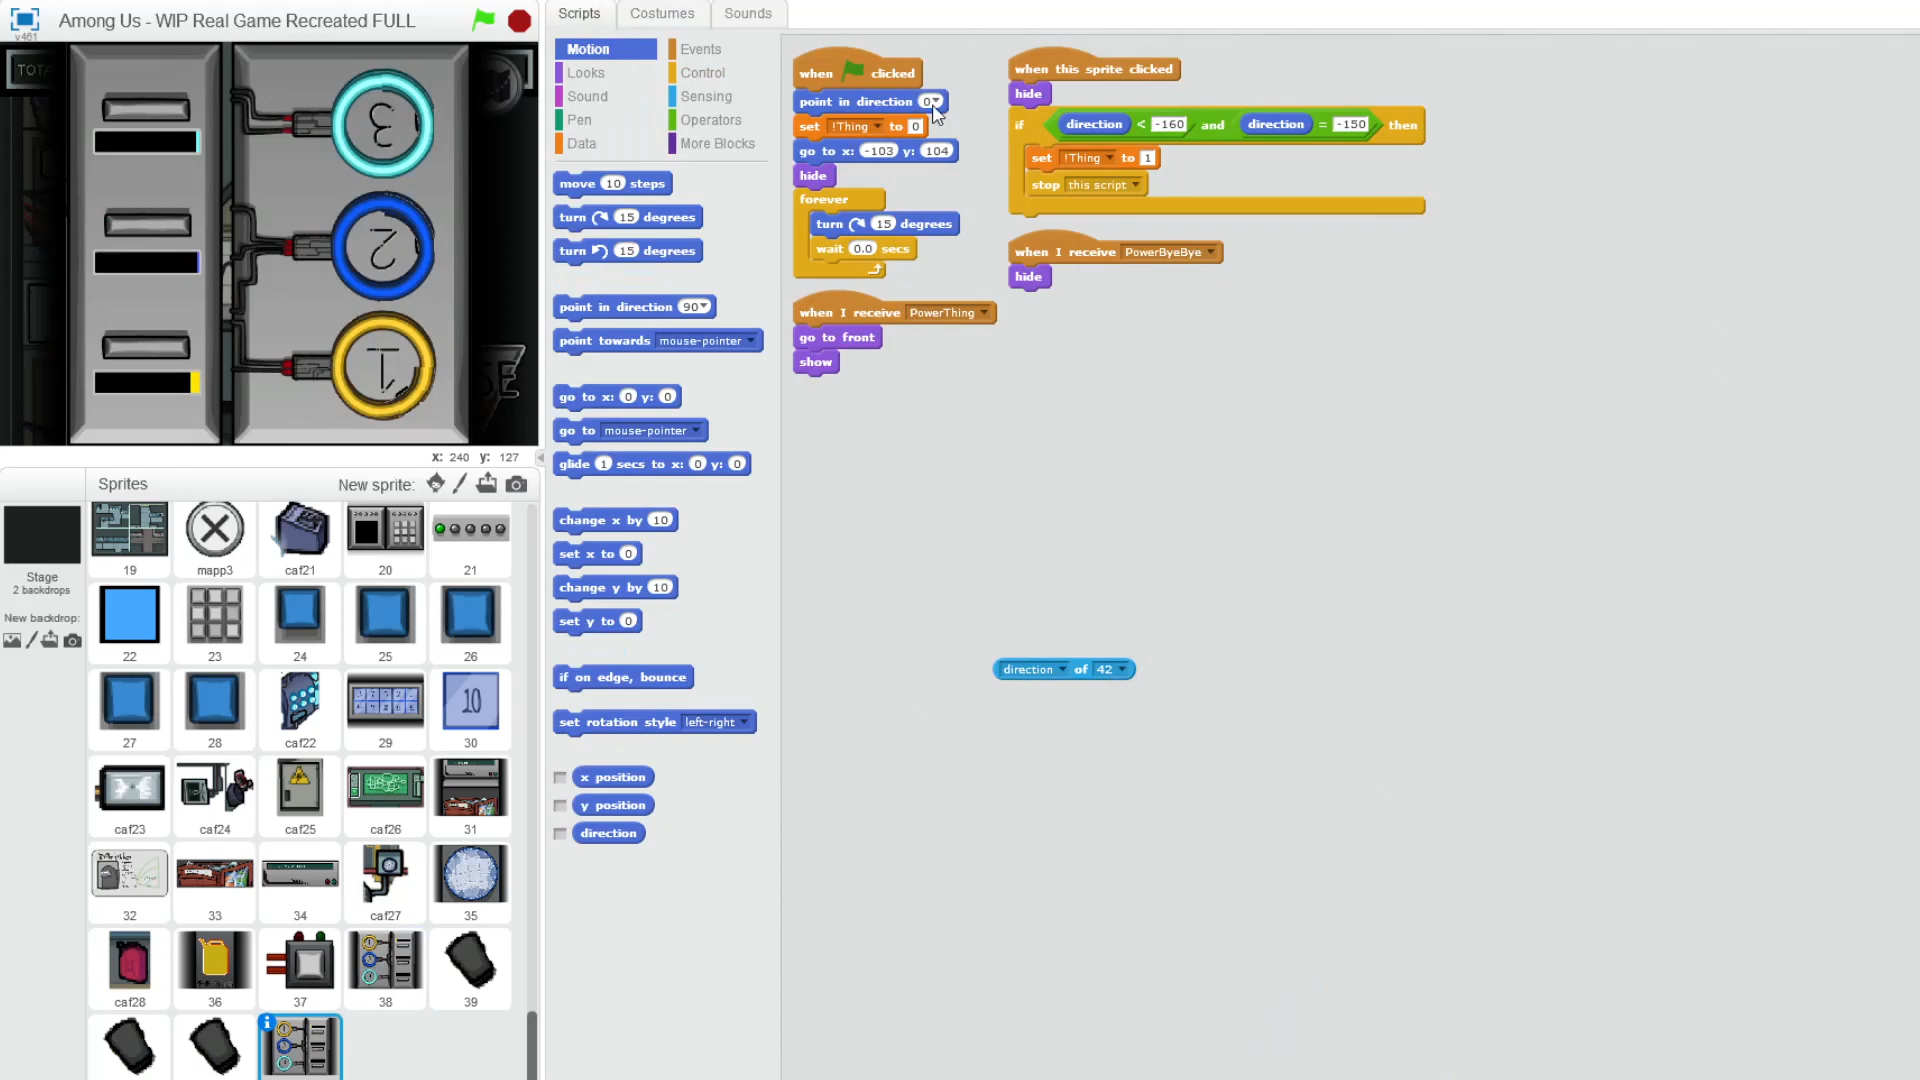 Among Us - WIP Real Game Recreated FULL
v461
TOTA
3
2
1
x: 240 y: 127
Scripts
Costumes
Sounds
Motion
Events
Looks
Control
Sound
Sensing
Pen
Operators
Data
More Blocks
move 10 steps
turn 15 degrees
turn 15 degrees
point in direction 90
point towards mouse-pointer
go to x: 0 y: 0
go to mouse-pointer
glide 1 secs to x: 0 y: 0
change x by 10
set x to 0
change y by 10
set y to 0
if on edge, bounce
set rotation style left-right
x position
y position
direction
when clicked
point in direction 0
set !Thing to 0
go to x: -103 y: 104
hide
forever
turn 15 degrees
wait 0.0 secs
when I receive PowerThing
go to front
show
when this sprite clicked
hide
if direction < -160 and direction = -150 then
set !Thing to 1
stop this script
when I receive PowerByeBye
hide
direction of 42
Sprites
New sprite:
Stage
2 backdrops
New backdrop:
19 mapp3 caf21 20 21
22 23 24 25 26
10
27 28 caf22 29 30
caf23 caf24 caf25 caf26 31
32 33 34 caf27 35
caf28 36 37 38 39